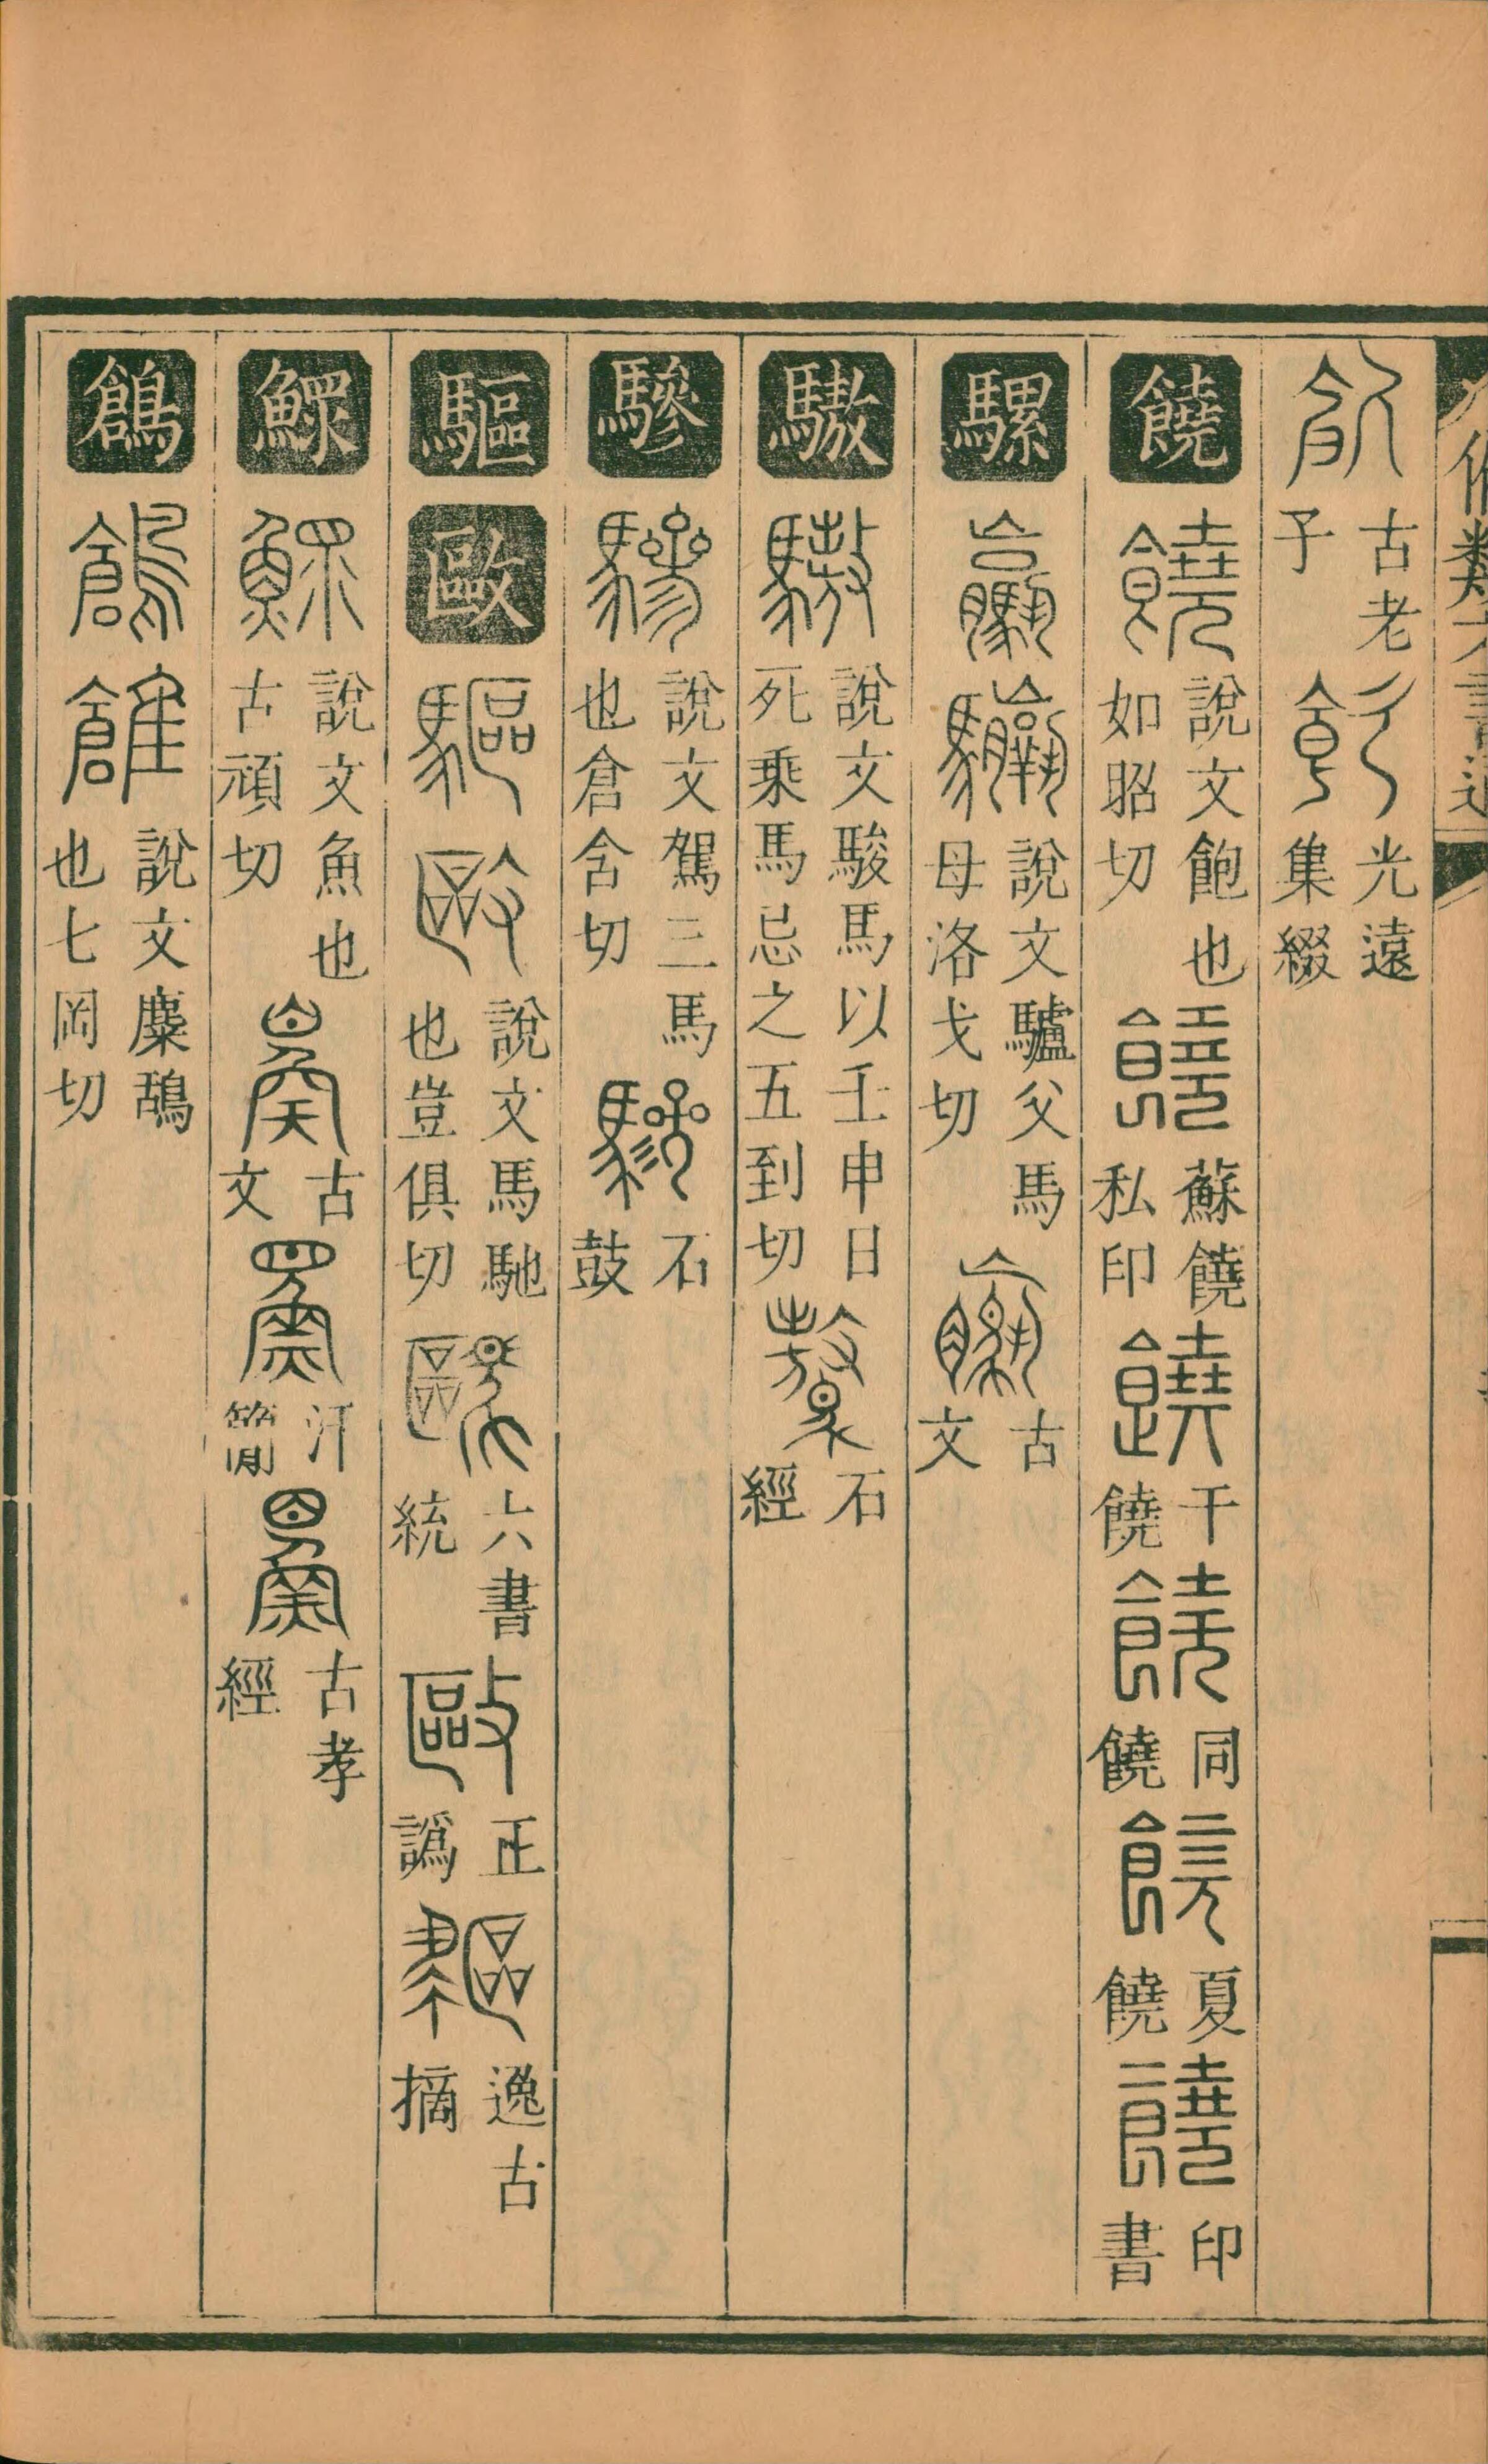 古老子 光遠集綴
饒 說文飽也如昭切 蘇饒私印 干饒 同饒 夏饒 印書
騾 說文驢父馬母洛戈切 古文
驐 說文駿馬以壬申日死乘馬忌之五到切 石經
驂 說文駕三馬也倉含切 石鼓
驅 敺 說文馬馳也豈俱切 六書統 正譌 逸古摘
鰥 說文魚也古頑切 古文 汗簡 古孝經
鶬 說文麋鴰也七岡切